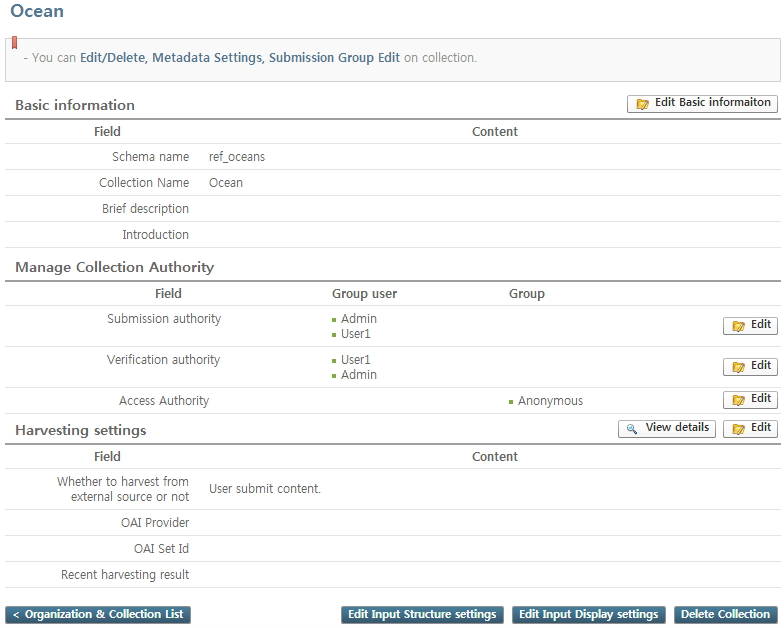 Ocean
- You can Edit/Delete, Metadata Settings, Submission Group Edit on collection.
Basic information
Edit Basic informaiton
Field Content
Schema name ref_oceans
Collection Name Ocean
Brief description
Introduction
Manage Collection Authority
Field Group user Group
Submission authority Admin
User1
Edit
Verification authority User1
Admin
Edit
Access Authority Anonymous Edit
Harvesting settings View details Edit
Field Content
Whether to harvest from
external source or not
User submit content.
OAI Provider
OAI Set Id
Recent harvesting result
< Organization & Collection List Edit Input Structure settings Edit Input Display settings Delete Collection